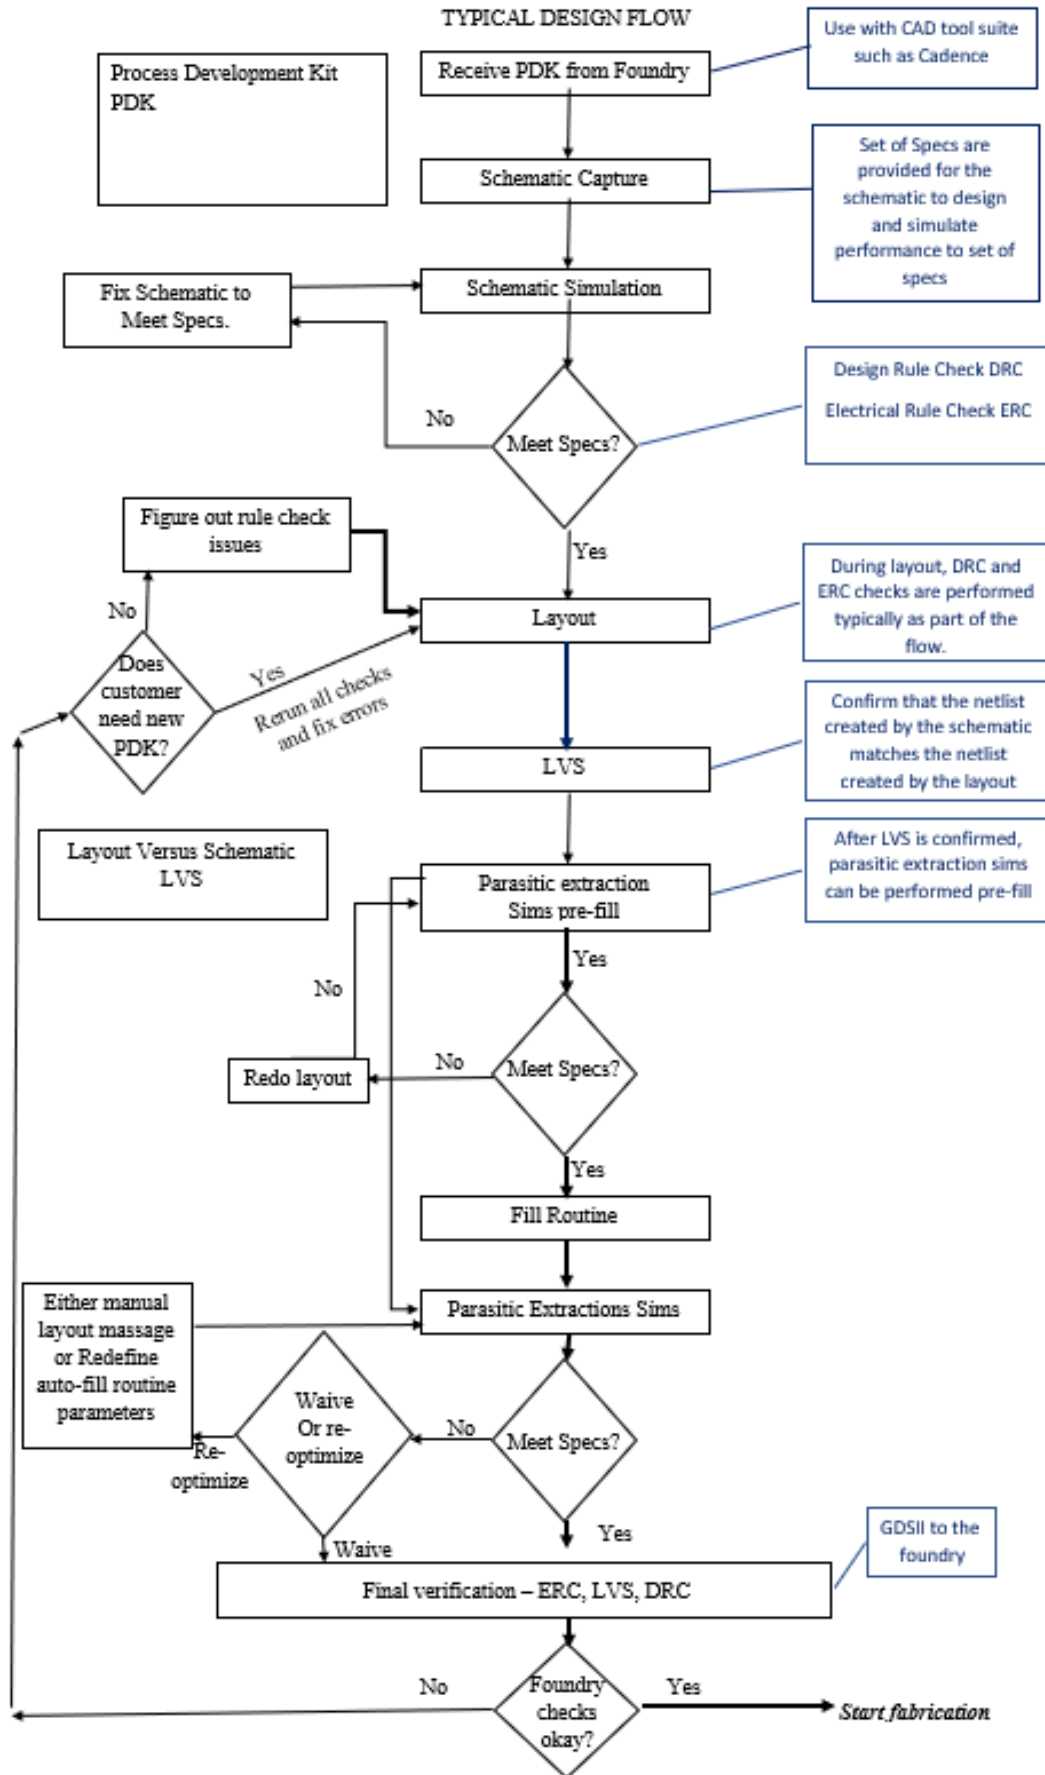 TYPICAL DESIGN FLOW
Use with CAD tool suite
such as Cadence
Process Development Kit
PDK
Receive PDK from Foundry
Set of Specs are
provided for the
schematic to design
and simulate
performance to set of
specs
Schematic Capture
Fix Schematic to
Meet Specs.
Schematic Simulation
Design Rule Check DRC
Electrical Rule Check ERC
No
Meet Specs?
Yes
Figure out rule check
issues
During layout, DRC and
ERC checks are performed
typically as part of the
flow.
No
Layout
Does
customer
need new
PDK?
Yes
Rerun all checks
and fix errors
Confirm that the netlist
created by the schematic
matches the netlist
created by the layout
LVS
Layout Versus Schematic
LVS
After LVS is confirmed,
parasitic extraction sims
can be performed pre-fill
Parasitic extraction
Sims pre-fill
Yes
No
Redo layout
No
Meet Specs?
Yes
Fill Routine
Either manual
layout massage
or Redefine
auto-fill routine
parameters
Parasitic Extractions Sims
Waive
Or re-
optimize
No
Meet Specs?
Re-
optimize
Yes
Waive
GDSII to the
foundry
Final verification – ERC, LVS, DRC
No
Foundry
checks
okay?
Yes
Start fabrication